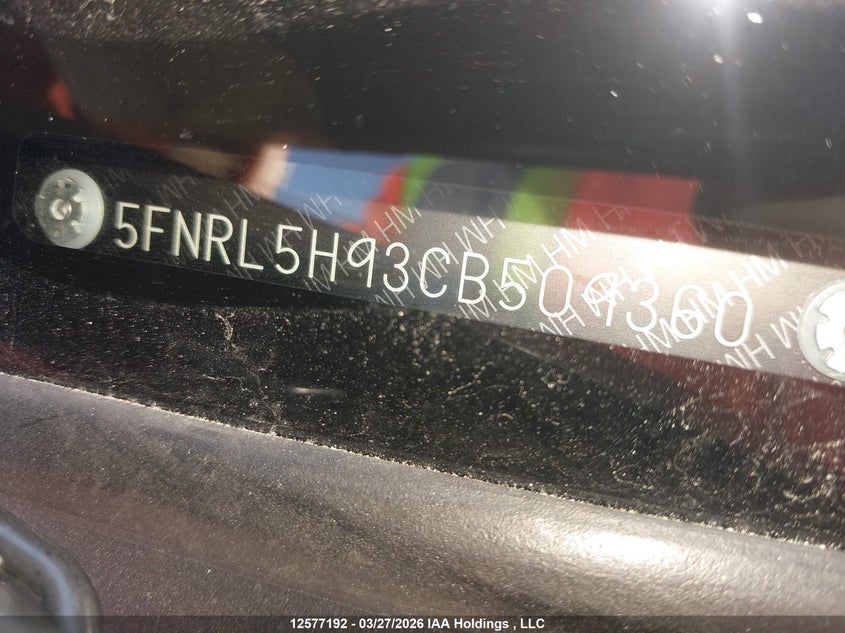 5FNRL5H93CB509360
12577192 - 03/27/2026 IAA Holdings , LLC